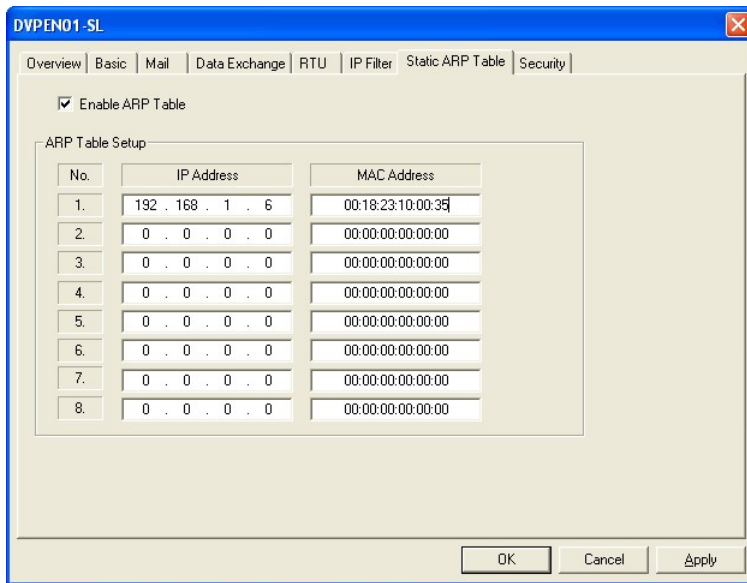 DVPEN01-SL
Overview Basic Mail Data Exchange RTU IP Filter Static ARP Table Security
Enable ARP Table
ARP Table Setup
No. IP Address MAC Address
1. 192 . 168 . 1 . 6 00:18:23:10:00:35
2. 0 . 0 . 0 . 0 00:00:00:00:00:00
3. 0 . 0 . 0 . 0 00:00:00:00:00:00
4. 0 . 0 . 0 . 0 00:00:00:00:00:00
5. 0 . 0 . 0 . 0 00:00:00:00:00:00
6. 0 . 0 . 0 . 0 00:00:00:00:00:00
7. 0 . 0 . 0 . 0 00:00:00:00:00:00
8. 0 . 0 . 0 . 0 00:00:00:00:00:00
OK Cancel Apply